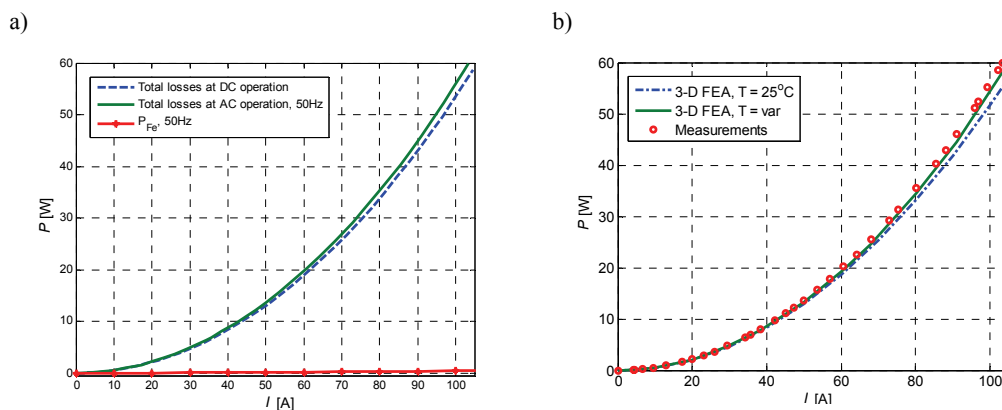 a)
60
50
40
30
20
10
0
P [W]
Total losses at DC operation
Total losses at AC operation, 50Hz
P_Fe, 50Hz
0 10 20 30 40 50 60 70 80 90 100
I [A]
b)
60
50
40
30
20
10
0
P [W]
3-D FEA, T = 25°C
3-D FEA, T = var
Measurements
0 20 40 60 80 100
I [A]